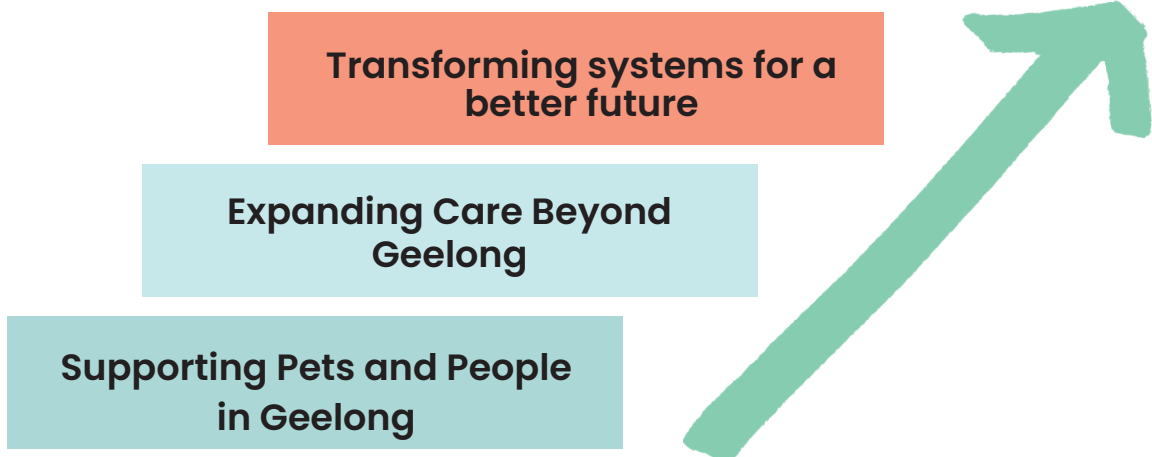 Transforming systems for a
better future
Expanding Care Beyond
Geelong
Supporting Pets and People
in Geelong